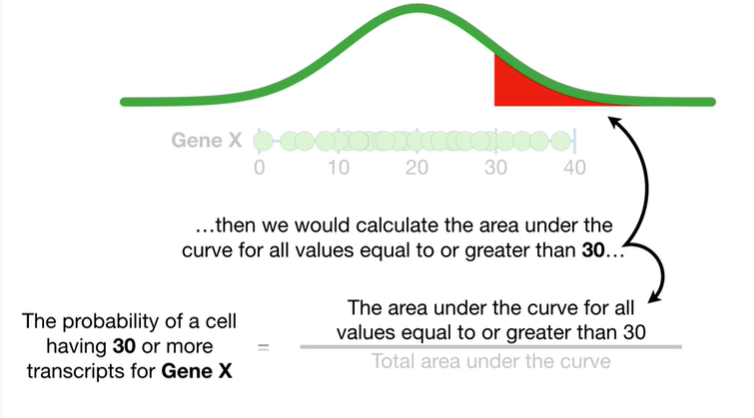 Gene X
0 10 20 30 40
...then we would calculate the area under the
curve for all values equal to or greater than 30...
The probability of a cell
having 30 or more
transcripts for Gene X
=
The area under the curve for all
values equal to or greater than 30
Total area under the curve